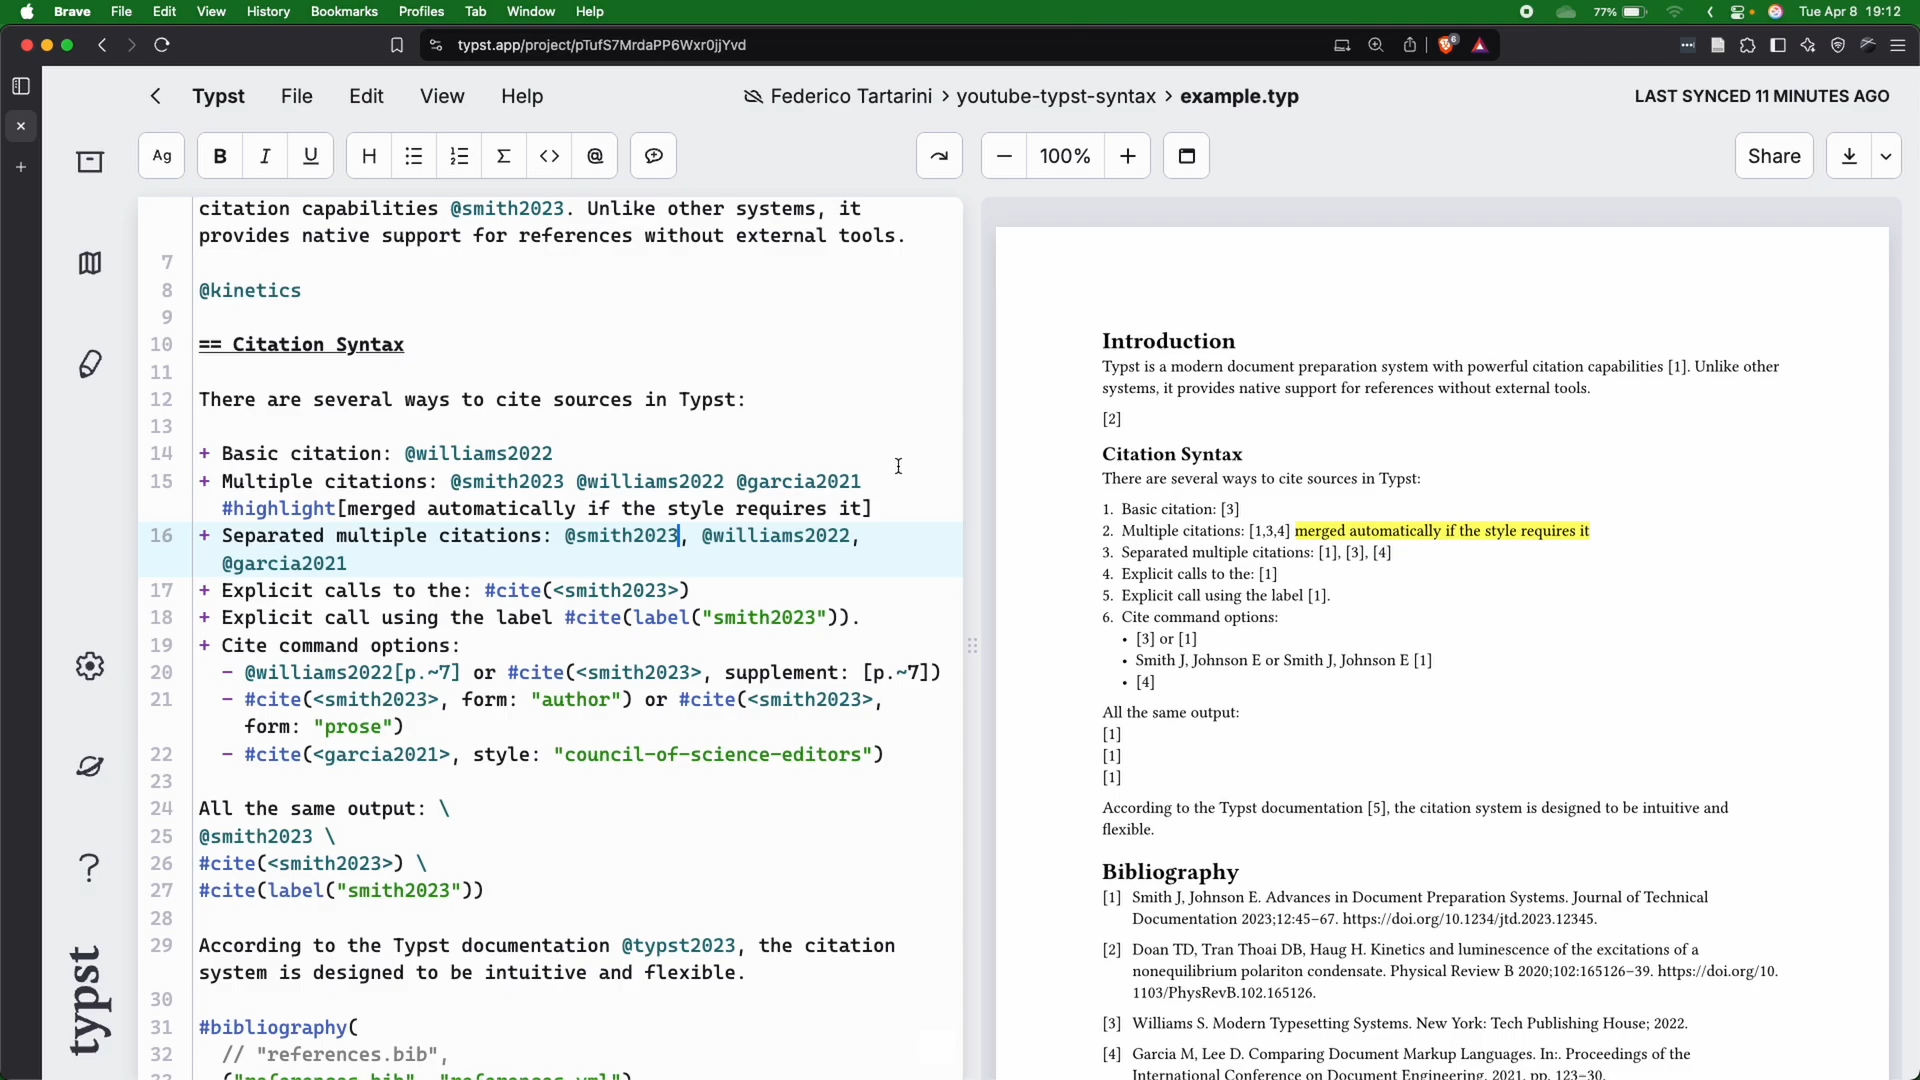 Brave File Edit View History Bookmarks Profiles Tab Window Help 77% Tue Apr 8 19:12
typst.app/project/pTufS7MrdaPP6Wxr0jjYvd 6
Typst File Edit View Help Federico Tartarini > youtube-typst-syntax > example.typ LAST SYNCED 11 MINUTES AGO
Ag B I U H Σ <> @ 100% Share
citation capabilities @smith2023. Unlike other systems, it
provides native support for references without external tools.
7
8 @kinetics
9
10 == Citation Syntax
11
12 There are several ways to cite sources in Typst:
13
14 + Basic citation: @williams2022
15 + Multiple citations: @smith2023 @williams2022 @garcia2021
#highlight[merged automatically if the style requires it]
16 + Separated multiple citations: @smith2023, @williams2022,
@garcia2021
17 + Explicit calls to the: #cite(<smith2023>)
18 + Explicit call using the label #cite(label("smith2023")).
19 + Cite command options:
20 - @williams2022[p.~7] or #cite(<smith2023>, supplement: [p.~7])
21 - #cite(<smith2023>, form: "author") or #cite(<smith2023>,
form: "prose")
22 - #cite(<garcia2021>, style: "council-of-science-editors")
23
24 All the same output: \
25 @smith2023 \
26 #cite(<smith2023>) \
27 #cite(label("smith2023"))
28
29 According to the Typst documentation @typst2023, the citation
system is designed to be intuitive and flexible.
30
31 #bibliography(
32 // "references.bib",
33 ("references.bib", "references.yml")
typst
Introduction
Typst is a modern document preparation system with powerful citation capabilities [1]. Unlike other
systems, it provides native support for references without external tools.
[2]
Citation Syntax
There are several ways to cite sources in Typst:
1. Basic citation: [3]
2. Multiple citations: [1,3,4] merged automatically if the style requires it
3. Separated multiple citations: [1], [3], [4]
4. Explicit calls to the: [1]
5. Explicit call using the label [1].
6. Cite command options:
• [3] or [1]
• Smith J, Johnson E or Smith J, Johnson E [1]
• [4]
All the same output:
[1]
[1]
[1]
According to the Typst documentation [5], the citation system is designed to be intuitive and
flexible.
Bibliography
[1] Smith J, Johnson E. Advances in Document Preparation Systems. Journal of Technical
Documentation 2023;12:45–67. https://doi.org/10.1234/jtd.2023.12345.
[2] Doan TD, Tran Thoai DB, Haug H. Kinetics and luminescence of the excitations of a
nonequilibrium polariton condensate. Physical Review B 2020;102:165126–39. https://doi.org/10.
1103/PhysRevB.102.165126.
[3] Williams S. Modern Typesetting Systems. New York: Tech Publishing House; 2022.
[4] Garcia M, Lee D. Comparing Document Markup Languages. In:. Proceedings of the
International Conference on Document Engineering, 2021, pp. 123–30.